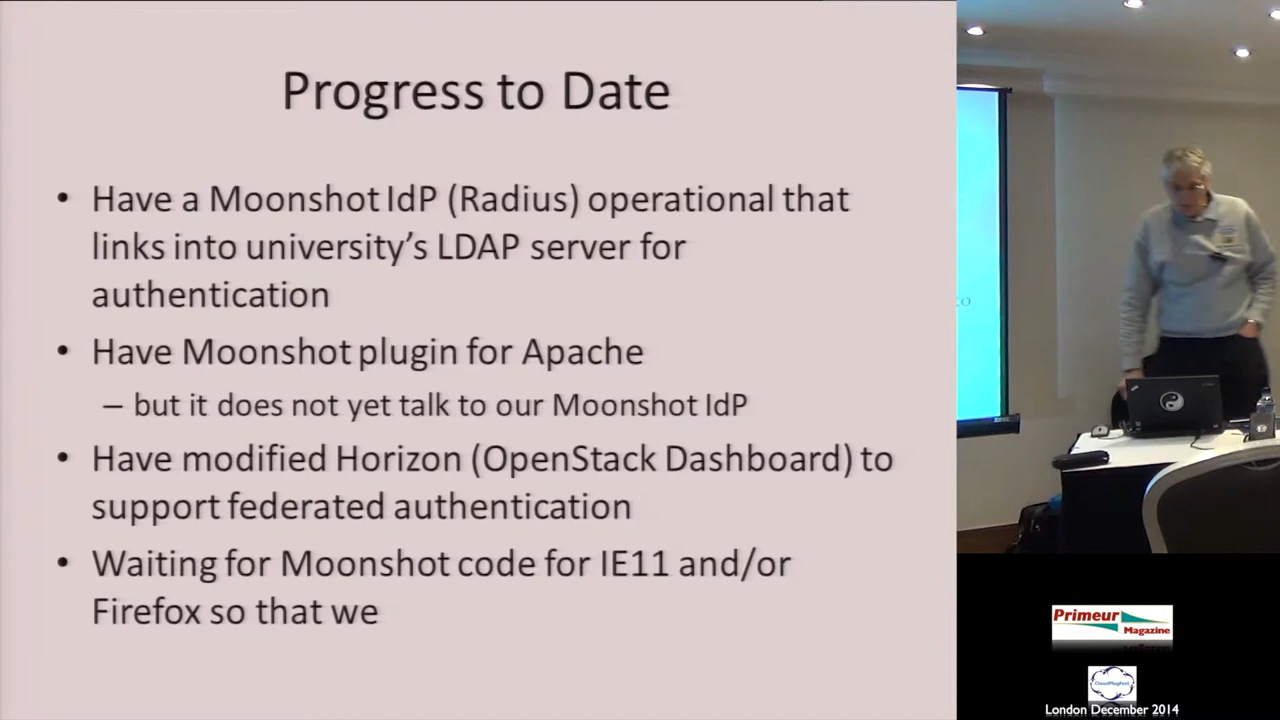 Progress to Date
• Have a Moonshot IdP (Radius) operational that
links into university’s LDAP server for
authentication
• Have Moonshot plugin for Apache
– but it does not yet talk to our Moonshot IdP
• Have modified Horizon (OpenStack Dashboard) to
support federated authentication
• Waiting for Moonshot code for IE11 and/or
Firefox so that we
Primeur
Magazine
CloudPlugFest
London December 2014